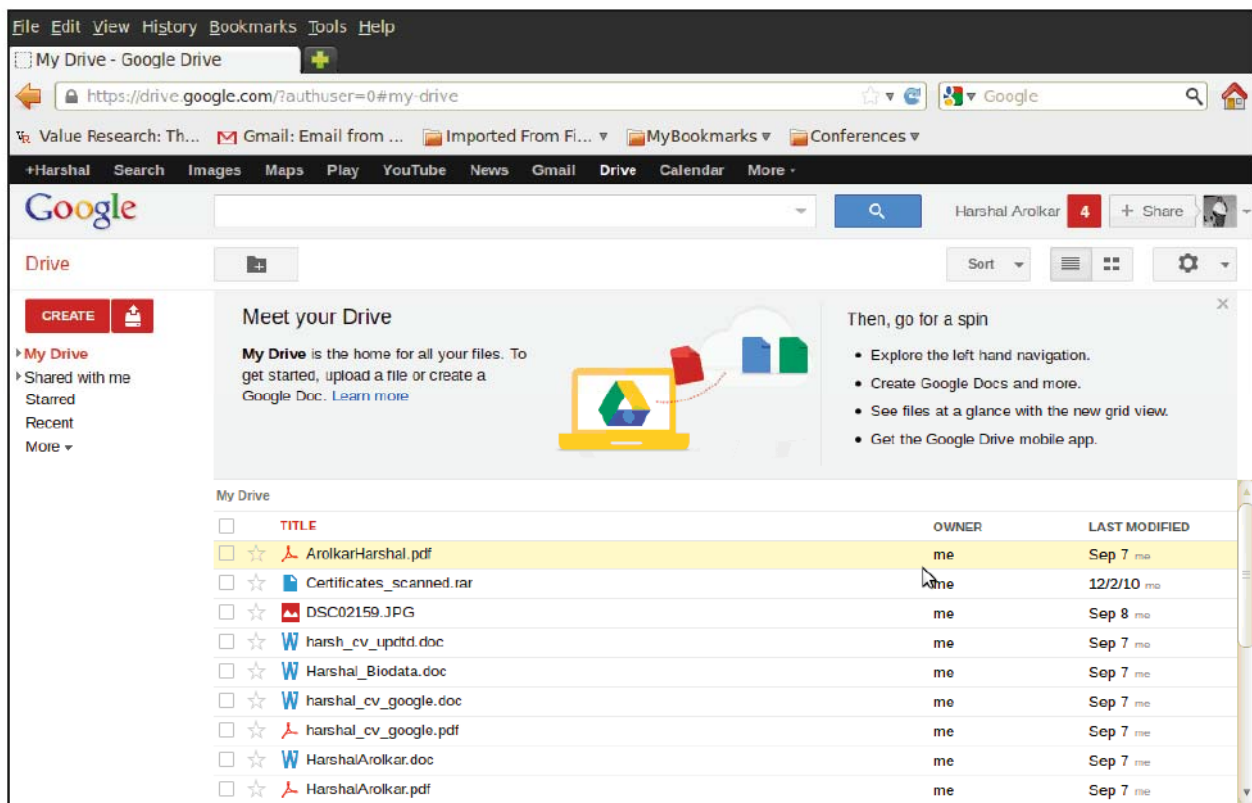 File Edit View History Bookmarks Tools Help
My Drive - Google Drive
https://drive.google.com/?authuser=0#my-drive
Google
Value Research: Th... Gmail: Email from ... Imported From Fi... MyBookmarks Conferences
+Harshal Search Images Maps Play YouTube News Gmail Drive Calendar More
Google
Harshal Arolkar 4 + Share
Drive
Sort
CREATE
My Drive
Shared with me
Starred
Recent
More
Meet your Drive
My Drive is the home for all your files. To
get started, upload a file or create a
Google Doc. Learn more
Then, go for a spin
• Explore the left hand navigation.
• Create Google Docs and more.
• See files at a glance with the new grid view.
• Get the Google Drive mobile app.
My Drive
TITLE OWNER LAST MODIFIED
ArolkarHarshal.pdf me Sep 7 me
Certificates_scanned.rar me 12/2/10 me
DSC02159.JPG me Sep 8 me
harsh_cv_updtd.doc me Sep 7 me
Harshal_Biodata.doc me Sep 7 me
harshal_cv_google.doc me Sep 7 me
harshal_cv_google.pdf me Sep 7 me
HarshalArolkar.doc me Sep 7 me
HarshalArolkar.pdf me Sep 7 me